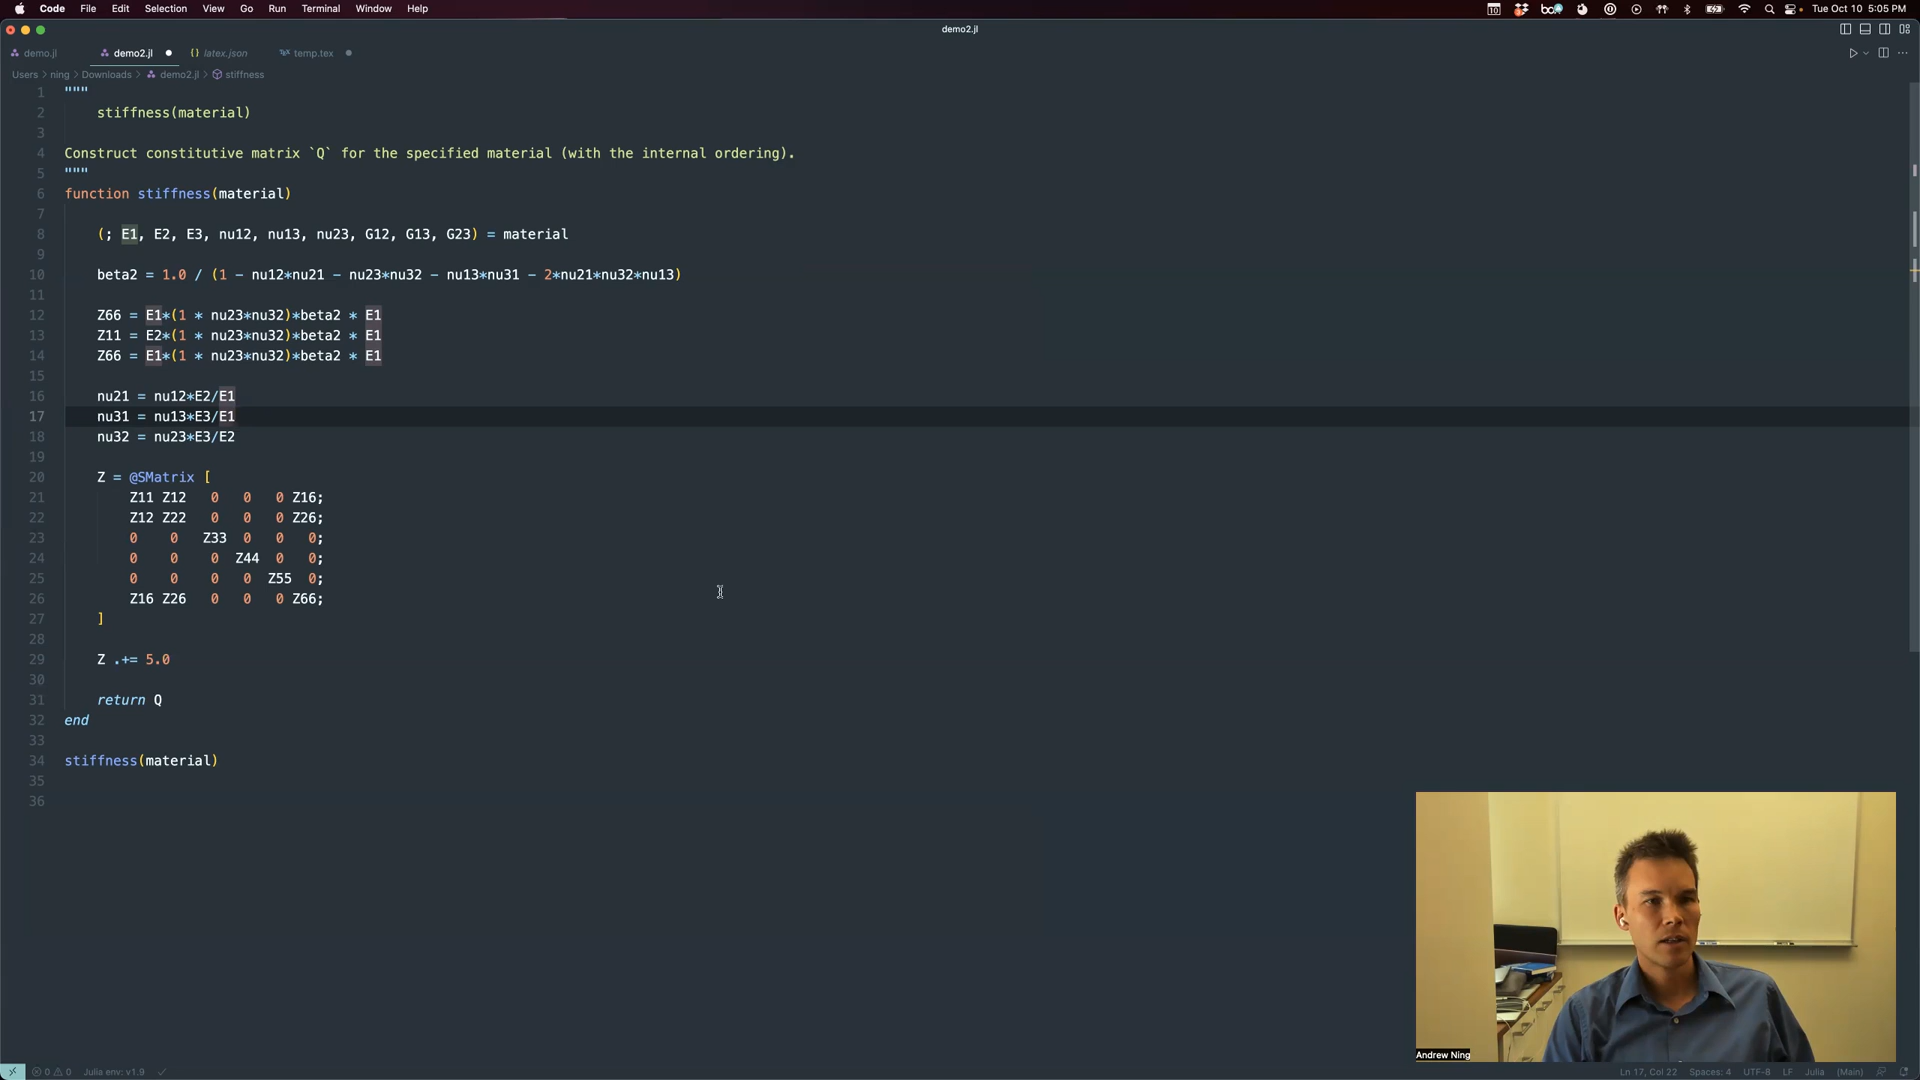 Code File Edit Selection View Go Run Terminal Window Help
10 Tue Oct 10 5:05 PM
demo2.jl
demo.jl demo2.jl latex.json temp.tex
Users > ning > Downloads > demo2.jl > stiffness
1 """
2 stiffness(material)
3
4 Construct constitutive matrix `Q` for the specified material (with the internal ordering).
5 """
6 function stiffness(material)
7
8 (; E1, E2, E3, nu12, nu13, nu23, G12, G13, G23) = material
9
10 beta2 = 1.0 / (1 - nu12*nu21 - nu23*nu32 - nu13*nu31 - 2*nu21*nu32*nu13)
11
12 Z66 = E1*(1 * nu23*nu32)*beta2 * E1
13 Z11 = E2*(1 * nu23*nu32)*beta2 * E1
14 Z66 = E1*(1 * nu23*nu32)*beta2 * E1
15
16 nu21 = nu12*E2/E1
17 nu31 = nu13*E3/E1
18 nu32 = nu23*E3/E2
19
20 Z = @SMatrix [
21 Z11 Z12 0 0 0 Z16;
22 Z12 Z22 0 0 0 Z26;
23 0 0 Z33 0 0 0;
24 0 0 0 Z44 0 0;
25 0 0 0 0 Z55 0;
26 Z16 Z26 0 0 0 Z66;
27 ]
28
29 Z .+= 5.0
30
31 return Q
32 end
33
34 stiffness(material)
35
36
Andrew Ning
0 0 Julia env: v1.9 Ln 17, Col 22 Spaces: 4 UTF-8 LF Julia (Main)